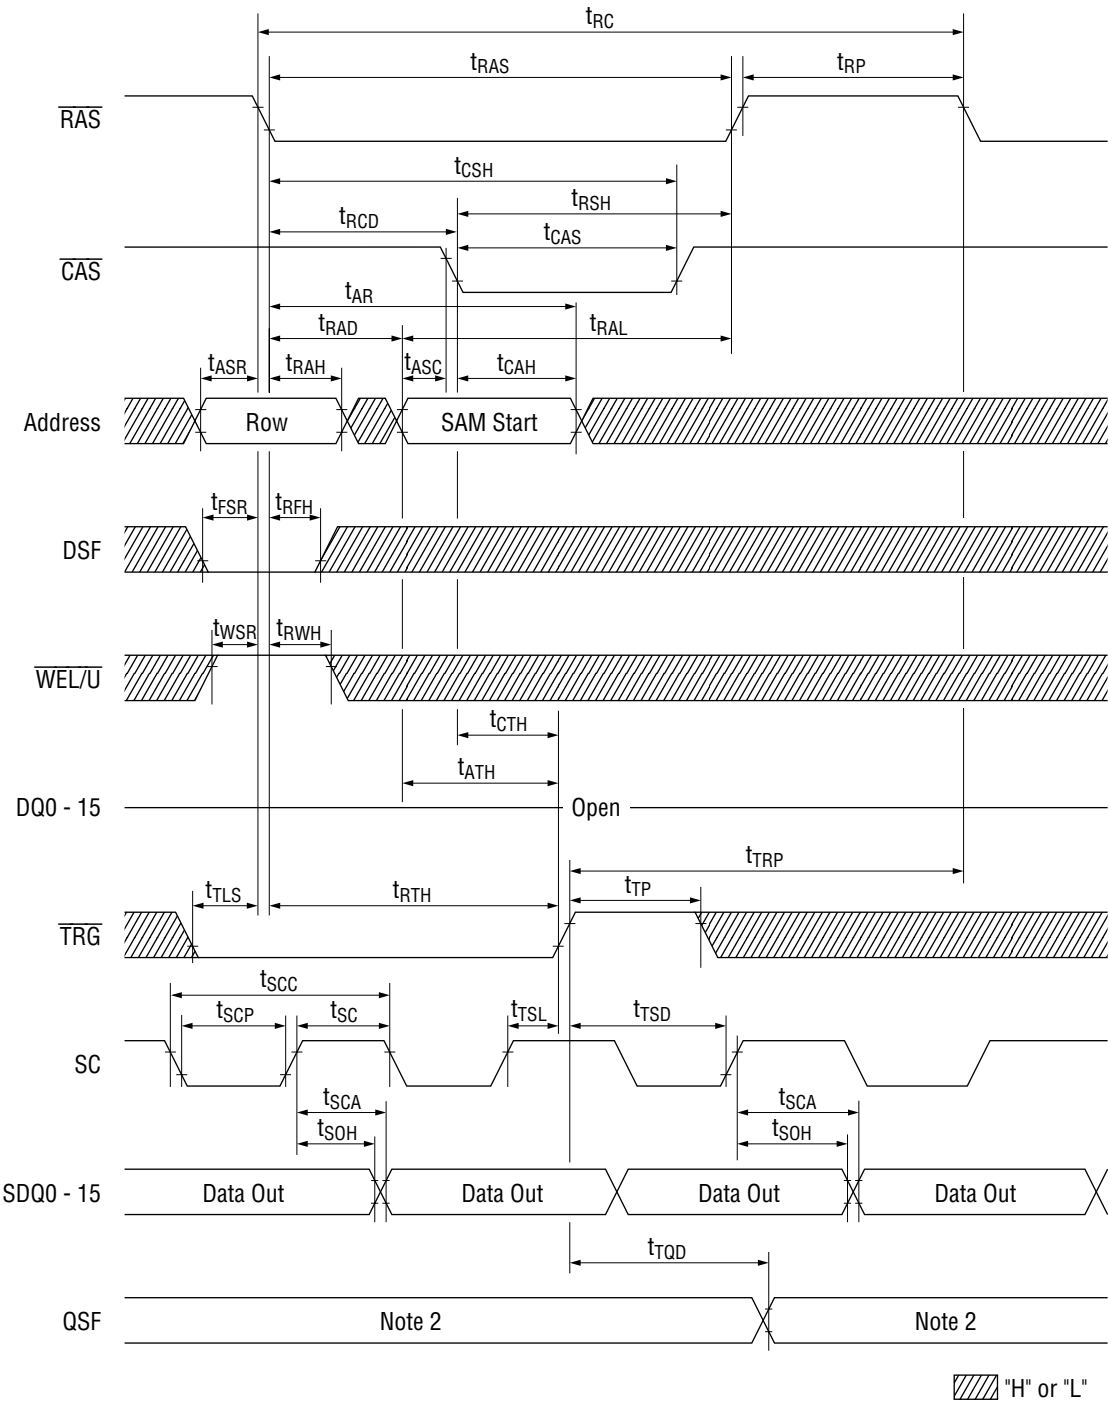 tRC
tRAS
tRP
RAS
tCSH
tRSH
tRCD
tCAS
CAS
tAR
tRAD
tRAL
tASR
tRAH
tASC
tCAH
Address
Row
SAM Start
tFSR
tRFH
DSF
tWSR
tRWH
WEL/U
tCTH
tATH
DQ0 - 15
Open
tTRP
tTLS
tRTH
tTP
TRG
tSCC
tSCP
tSC
tTSL
tTSD
SC
tSCA
tSCA
tSOH
tSOH
SDQ0 - 15
Data Out
Data Out
Data Out
Data Out
tTQD
QSF
Note 2
Note 2
"H" or "L"